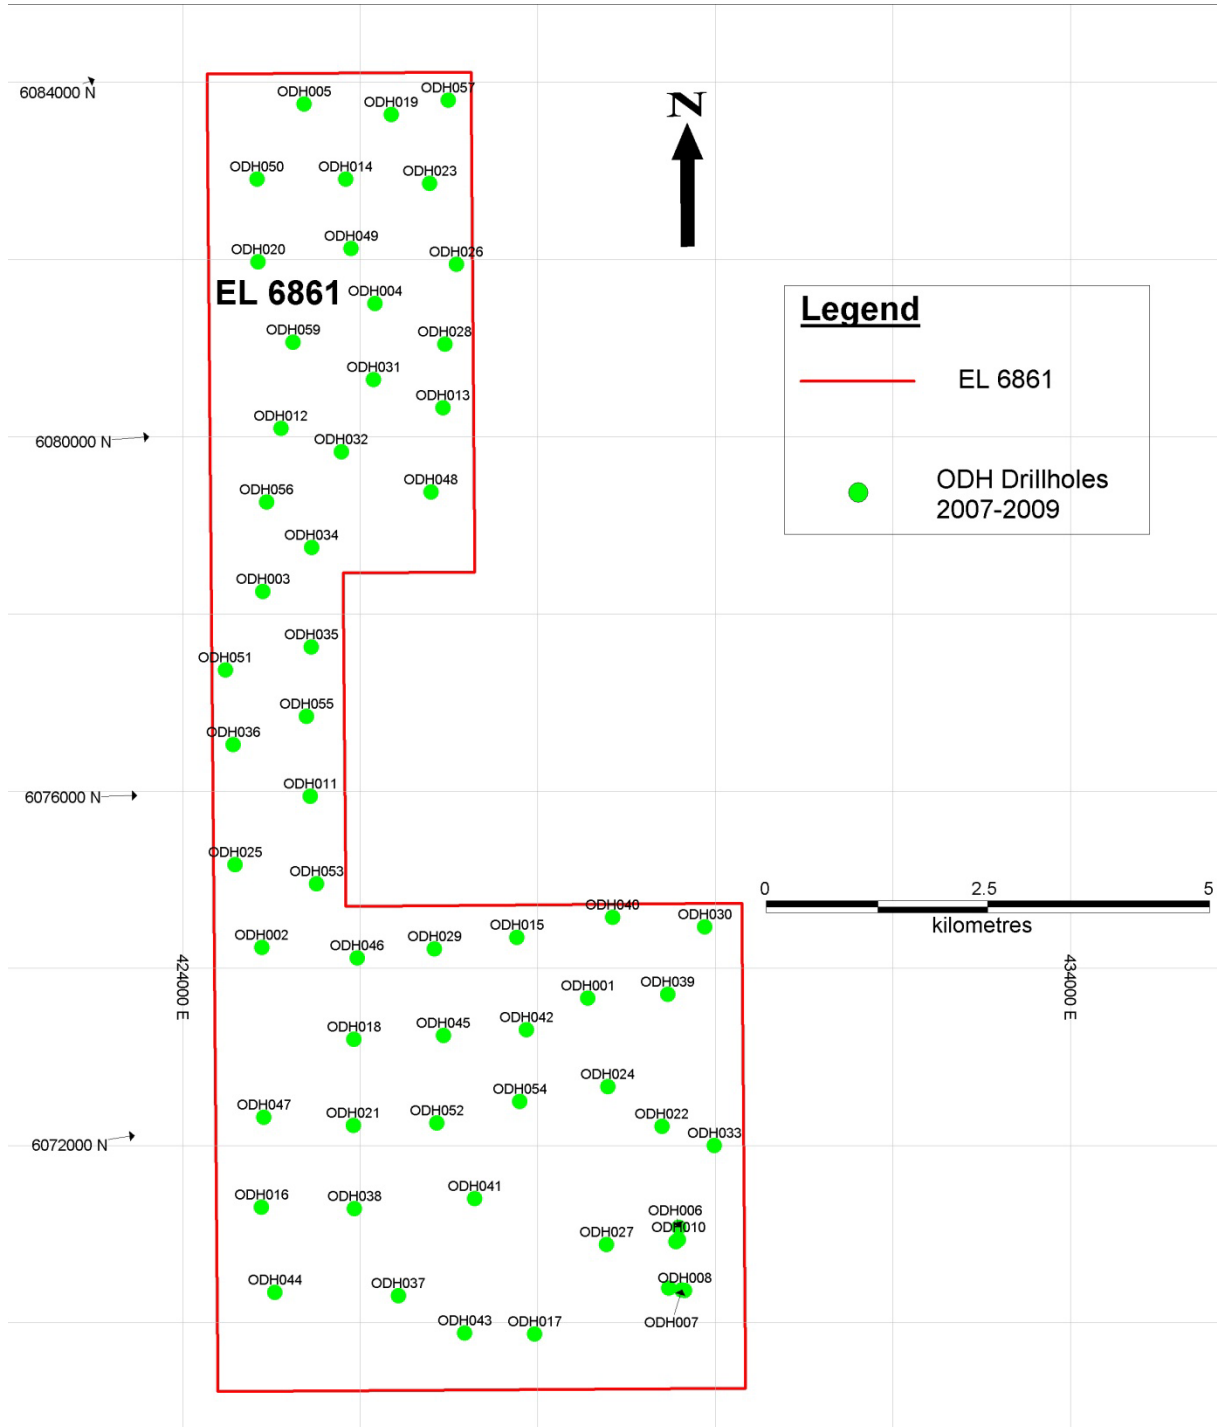 6084000 N
ODH005
ODH019
ODH057
N
ODH050
ODH014
ODH023
ODH020
ODH049
ODH026
EL 6861
ODH004
Legend
ODH059
ODH028
EL 6861
ODH031
ODH013
ODH012
6080000 N
ODH032
ODH048
ODH056
ODH Drillholes
2007-2009
ODH034
ODH003
ODH035
ODH051
ODH055
ODH036
ODH011
6076000 N
ODH025
ODH053
0 2.5 5
kilometres
ODH040
ODH030
ODH015
ODH002
ODH046
ODH029
424000 E
434000 E
ODH001
ODH039
ODH018
ODH045
ODH042
ODH024
ODH054
ODH047
ODH021
ODH052
ODH022
ODH033
6072000 N
ODH041
ODH016
ODH038
ODH006
ODH010
ODH027
ODH008
ODH044
ODH037
ODH007
ODH043
ODH017